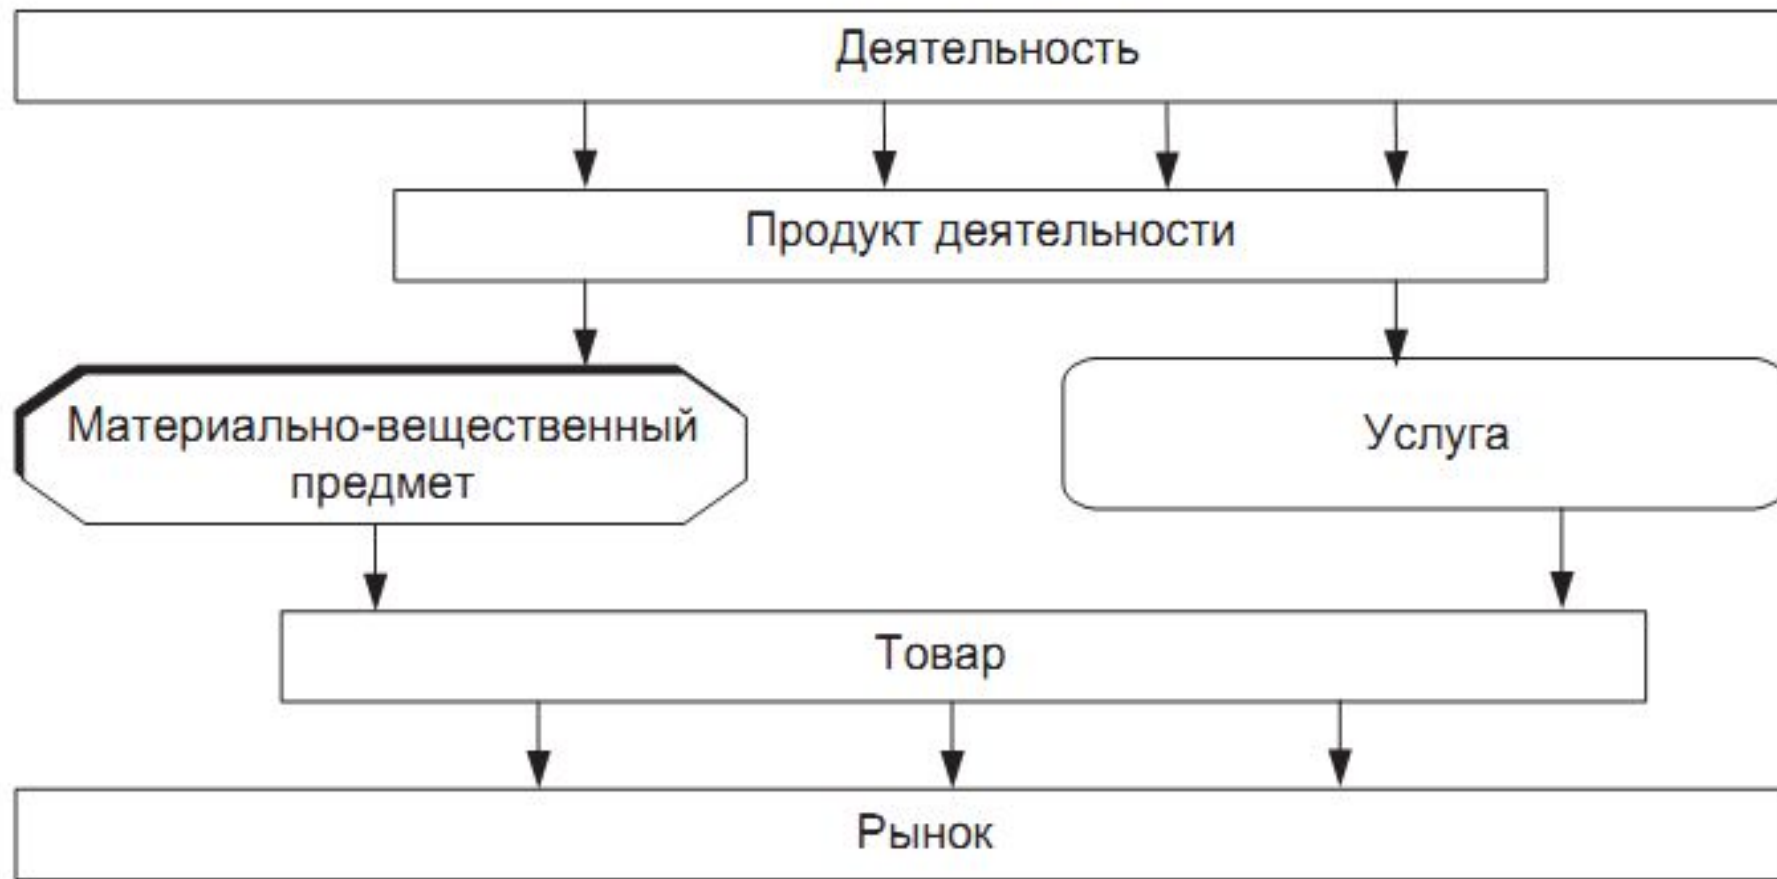 Деятельность
Продукт деятельности
Материально-вещественный
предмет
Услуга
Товар
Рынок